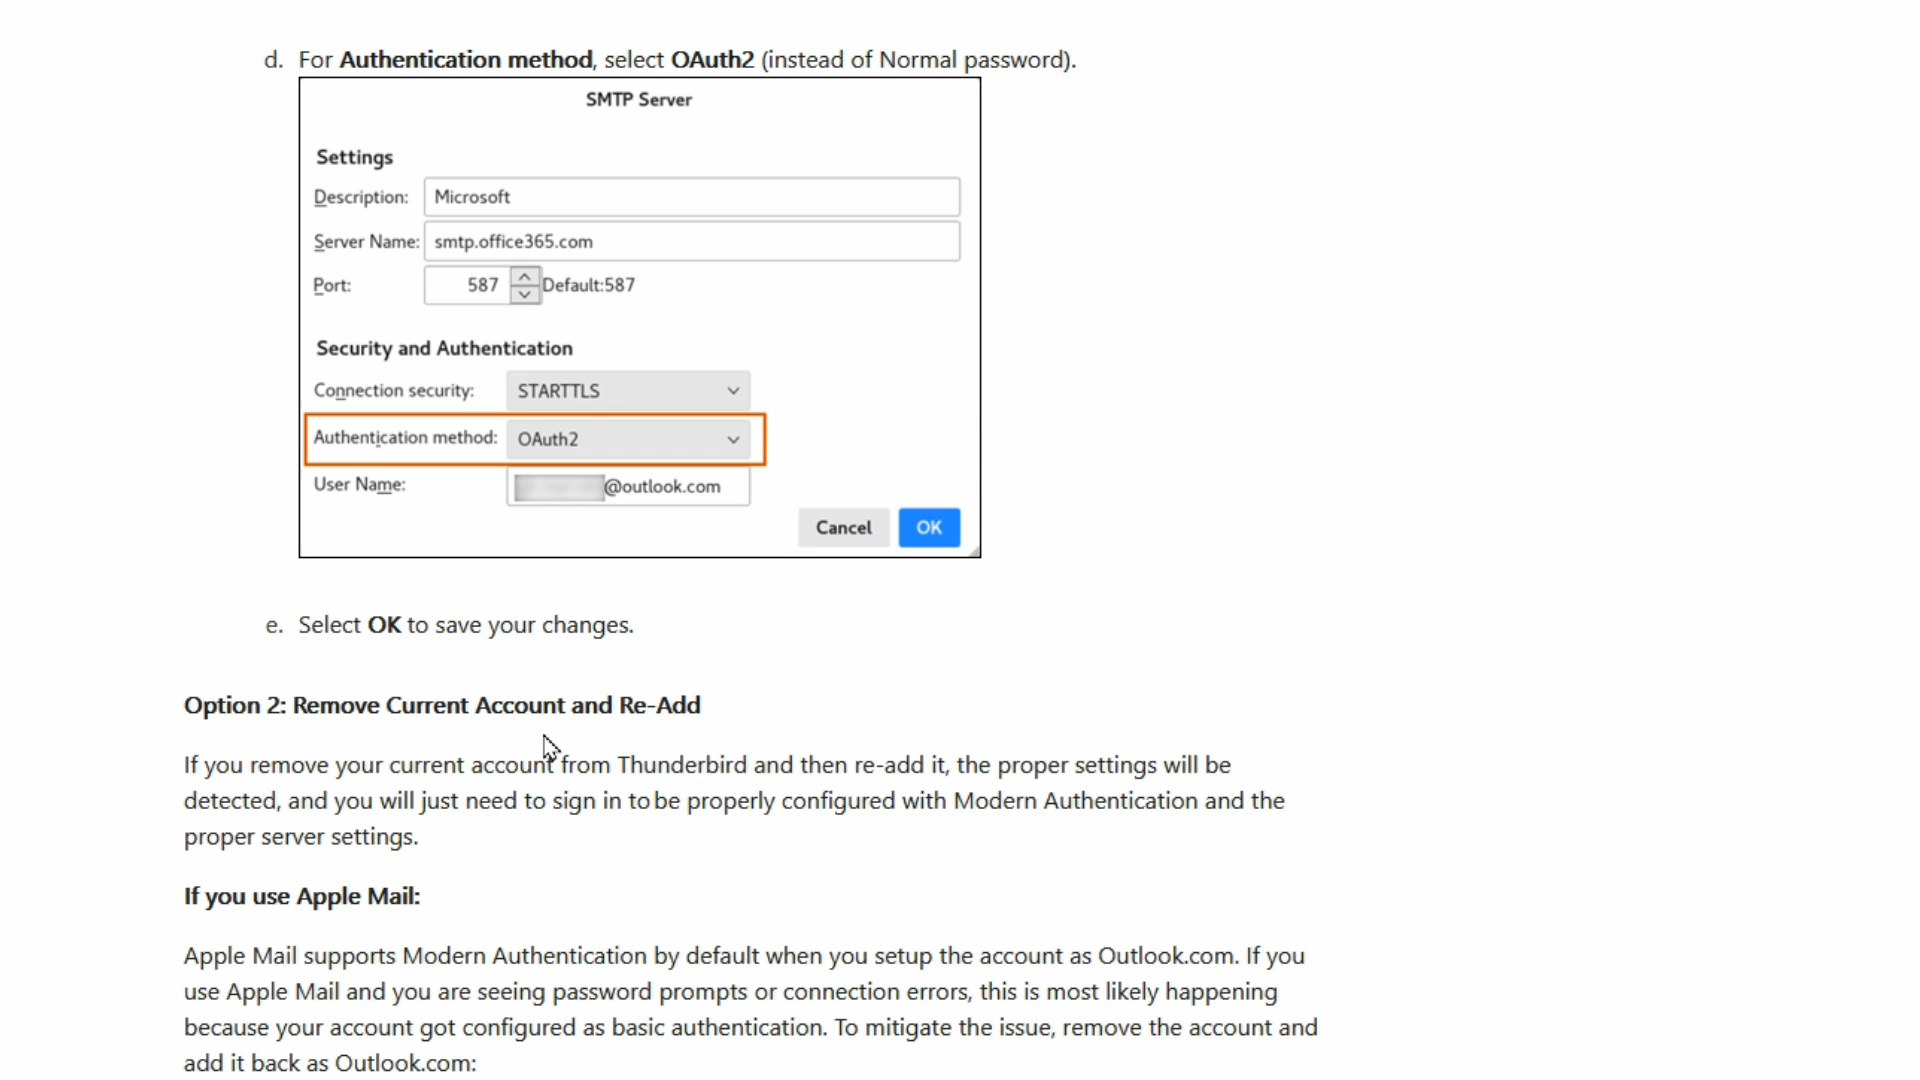 d. For Authentication method, select OAuth2 (instead of Normal password).
SMTP Server
Settings
Description: Microsoft
Server Name: smtp.office365.com
Port: 587 Default:587
Security and Authentication
Connection security: STARTTLS
Authentication method: OAuth2
User Name: @outlook.com
Cancel OK
e. Select OK to save your changes.
Option 2: Remove Current Account and Re-Add
If you remove your current account from Thunderbird and then re-add it, the proper settings will be
detected, and you will just need to sign in to be properly configured with Modern Authentication and the
proper server settings.
If you use Apple Mail:
Apple Mail supports Modern Authentication by default when you setup the account as Outlook.com. If you
use Apple Mail and you are seeing password prompts or connection errors, this is most likely happening
because your account got configured as basic authentication. To mitigate the issue, remove the account and
add it back as Outlook.com: